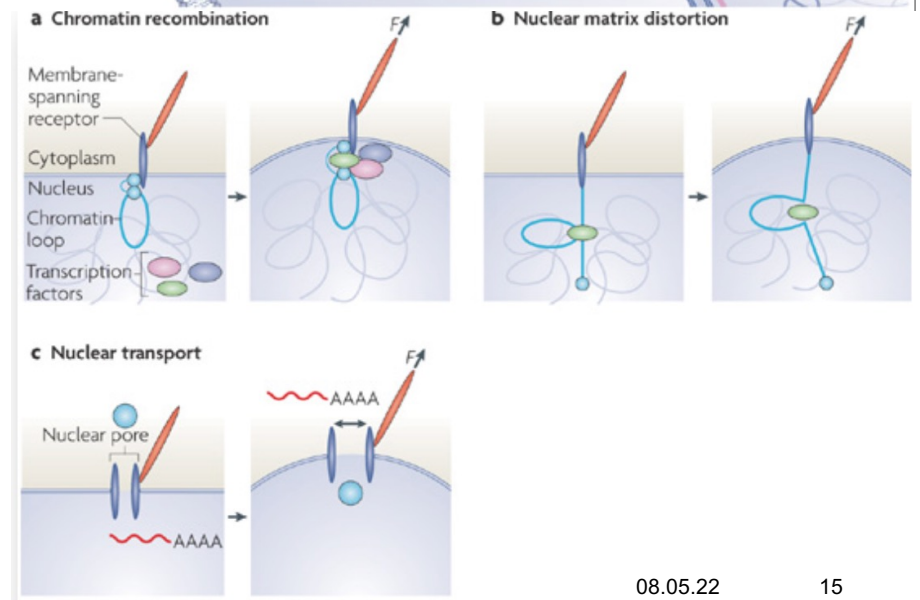 a Chromatin recombination
F
Membrane-
spanning
receptor
Cytoplasm
Nucleus
Chromatin
loop
Transcription
factors
b Nuclear matrix distortion
F
c Nuclear transport
F
AAAA
Nuclear pore
AAAA
08.05.22
15